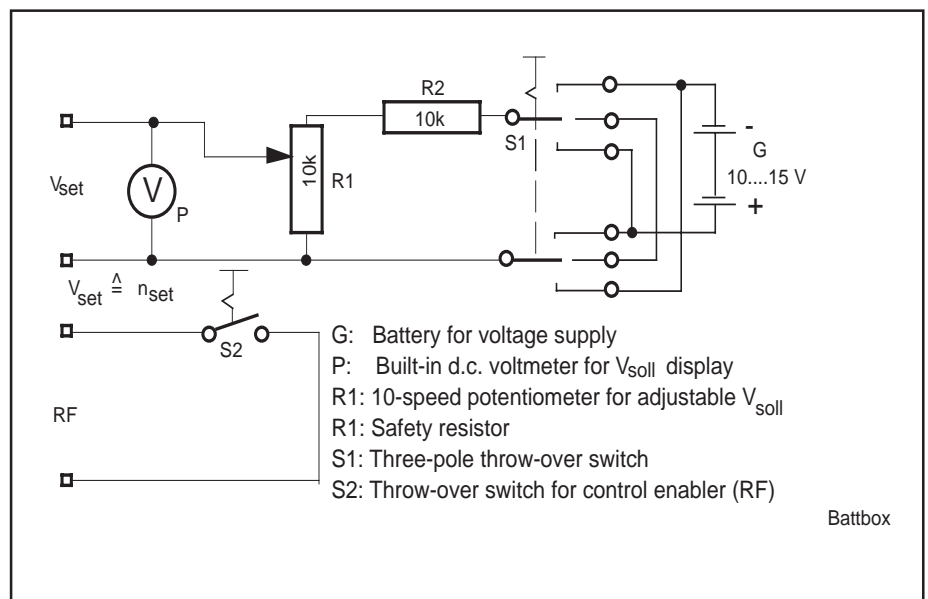 R2
10k
S1
-
G
10....15 V
+
10k
R1
V
P
Vset
Vset ≙ nset
S2
RF
G: Battery for voltage supply
P: Built-in d.c. voltmeter for Vsoll display
R1: 10-speed potentiometer for adjustable Vsoll
R1: Safety resistor
S1: Three-pole throw-over switch
S2: Throw-over switch for control enabler (RF)
Battbox